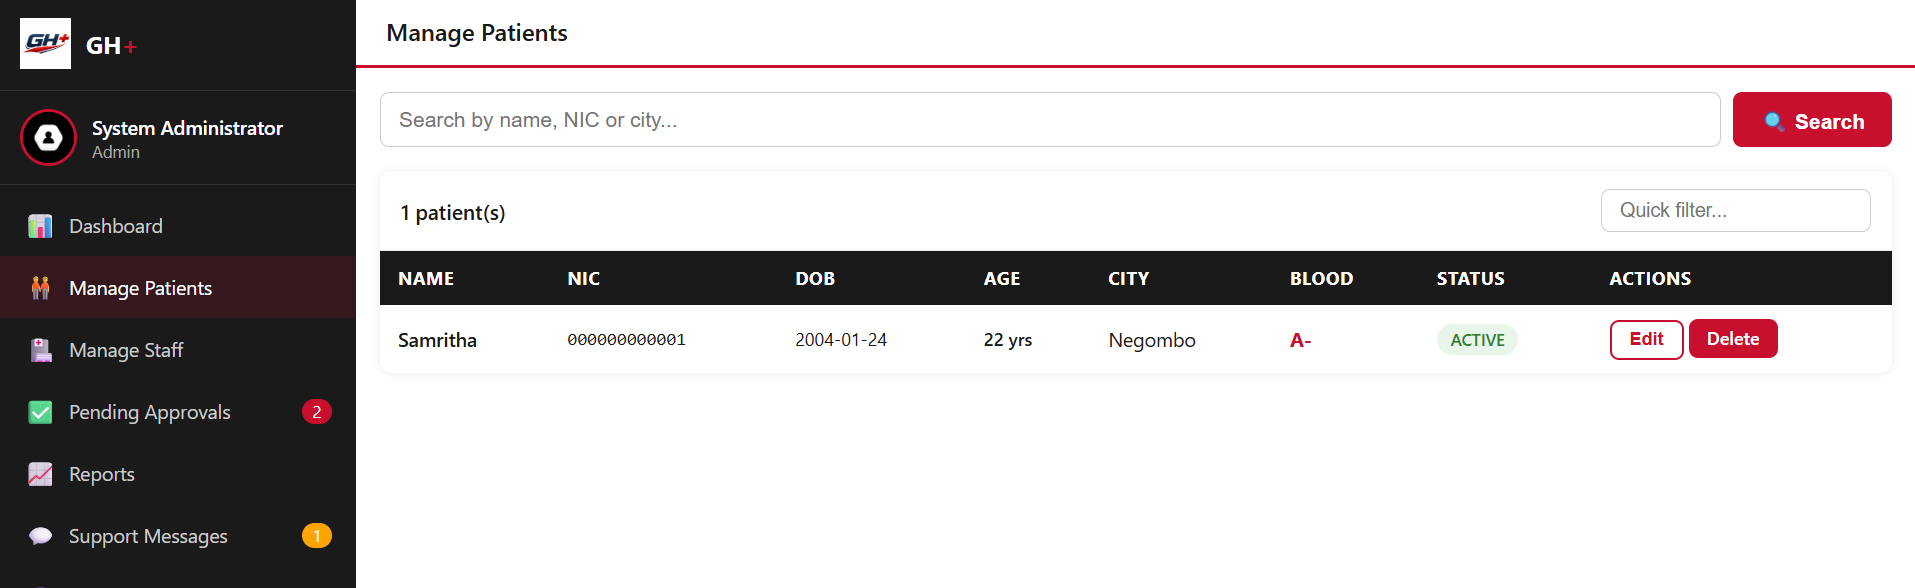 GH+
GH+
System Administrator
Admin
Dashboard
Manage Patients
Manage Staff
Pending Approvals 2
Reports
Support Messages 1
Manage Patients
Search by name, NIC or city...
Search
1 patient(s)
Quick filter...
NAME NIC DOB AGE CITY BLOOD STATUS ACTIONS
Samritha 000000000001 2004-01-24 22 yrs Negombo A- ACTIVE Edit Delete